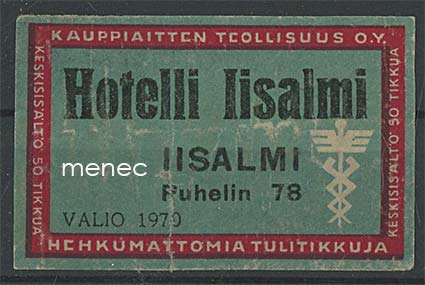 KAUPPIAITTEN TEOLLISUUS O.Y.
KESKISISÄLTÖ 50 TIKKUA
Hotelli Iisalmi
IISALMI
menec
Puhelin 78
VALIO 1970
KESKISISÄLTÖ 50 TIKKUA
HEHKUMATTOMIA TULITIKKUJA